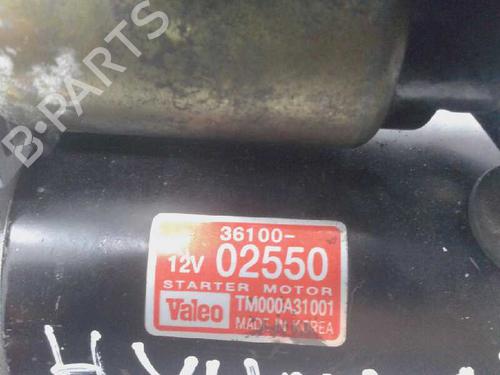 B-PARTS
36100-
12V 02550
STARTER MOTOR
Valeo TM000A31001
MADE IN KOREA